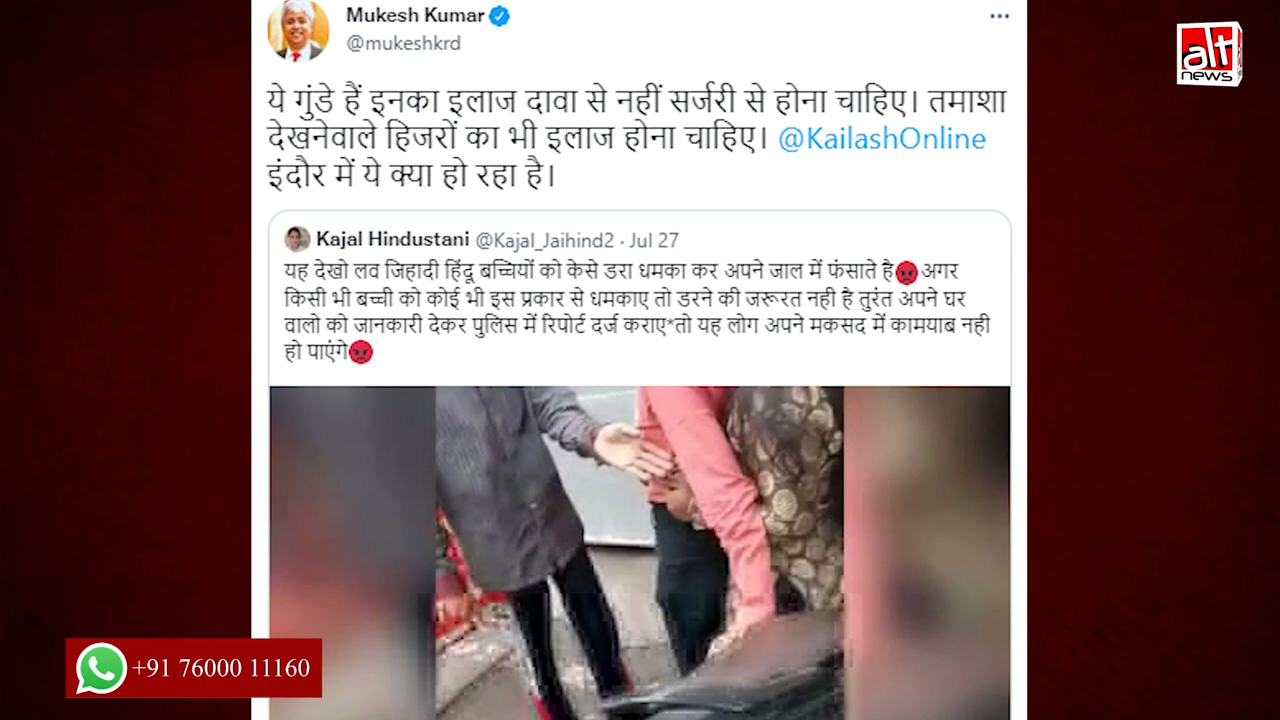 Mukesh Kumar
@mukeshkrd
alt
news
ये गुंडे हैं इनका इलाज दावा से नहीं सर्जरी से होना चाहिए। तमाशा
देखनेवाले हिजरों का भी इलाज होना चाहिए। @KailashOnline
इंदौर में ये क्या हो रहा है।
Kajal Hindustani @Kajal_Jaihind2 · Jul 27
यह देखो लव जिहादी हिंदू बच्चियों को केसे डरा धमका कर अपने जाल में फंसाते है😡अगर
किसी भी बच्ची को कोई भी इस प्रकार से धमकाए तो डरने की जरूरत नही है तुरंत अपने घर
वालो को जानकारी देकर पुलिस में रिपोर्ट दर्ज कराए*तो यह लोग अपने मकसद में कामयाब नही
हो पाएंगे😡
+91 76000 11160